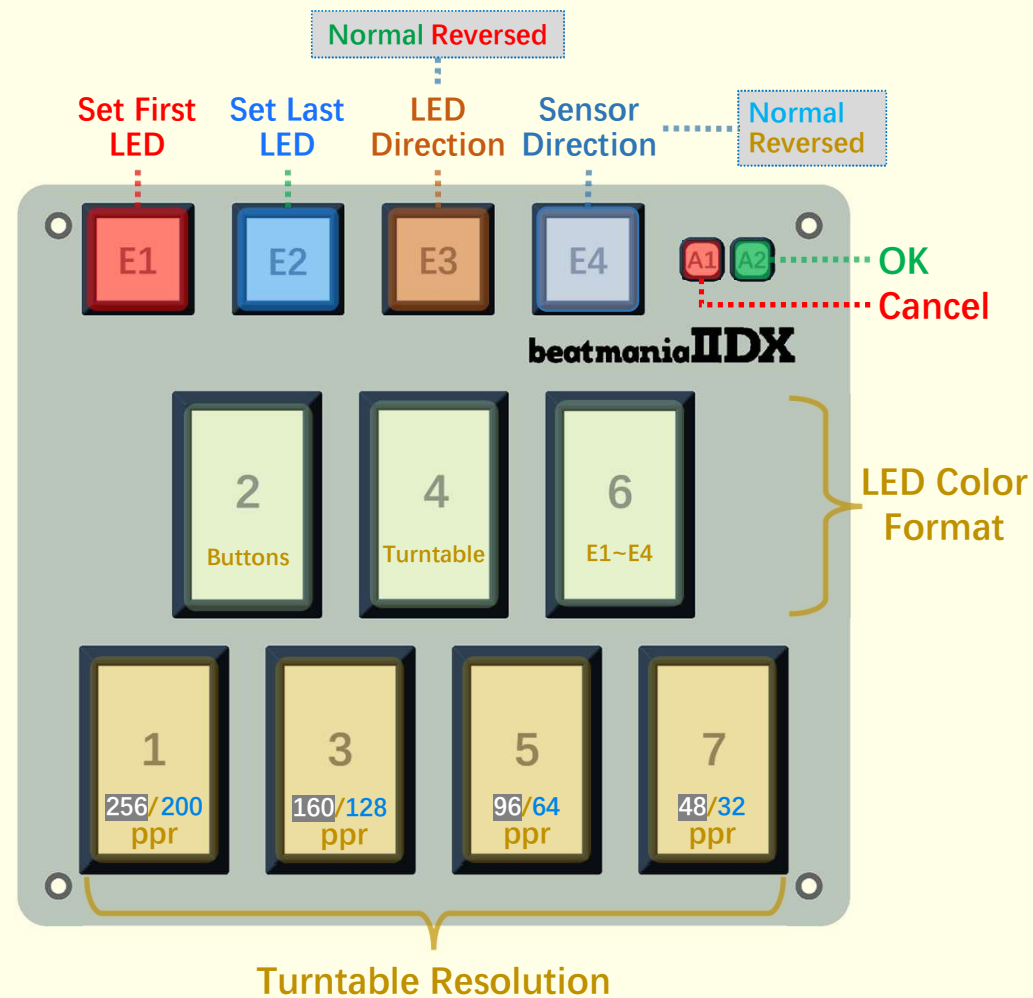 Normal Reversed
Set First
LED
Set Last
LED
LED
Direction
Sensor
Direction
Normal
Reversed
E1
E2
E3
E4
A1
A2
OK
Cancel
beatmaniaIIDX
2
Buttons
4
Turntable
6
E1~E4
LED Color
Format
1
256/200
ppr
3
160/128
ppr
5
96/64
ppr
7
48/32
ppr
Turntable Resolution